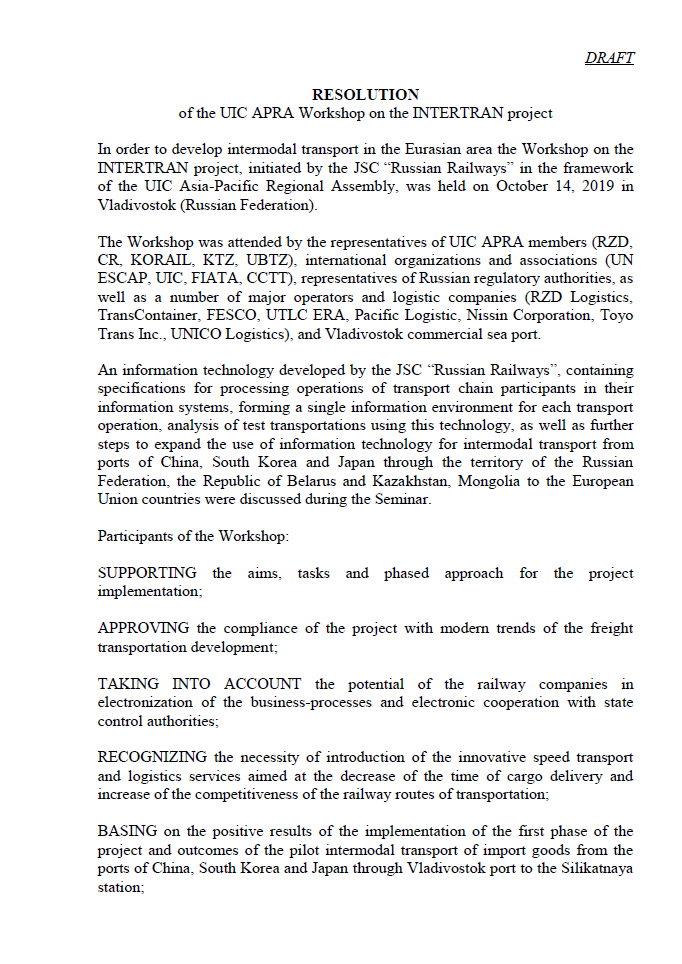 DRAFT
RESOLUTION
of the UIC APRA Workshop on the INTERTRAN project
In order to develop intermodal transport in the Eurasian area the Workshop on the
INTERTRAN project, initiated by the JSC “Russian Railways” in the framework
of the UIC Asia-Pacific Regional Assembly, was held on October 14, 2019 in
Vladivostok (Russian Federation).
The Workshop was attended by the representatives of UIC APRA members (RZD,
CR, KORAIL, KTZ, UBTZ), international organizations and associations (UN
ESCAP, UIC, FIATA, CCTT), representatives of Russian regulatory authorities, as
well as a number of major operators and logistic companies (RZD Logistics,
TransContainer, FESCO, UTLC ERA, Pacific Logistic, Nissin Corporation, Toyo
Trans Inc., UNICO Logistics), and Vladivostok commercial sea port.
An information technology developed by the JSC “Russian Railways”, containing
specifications for processing operations of transport chain participants in their
information systems, forming a single information environment for each transport
operation, analysis of test transportations using this technology, as well as further
steps to expand the use of information technology for intermodal transport from
ports of China, South Korea and Japan through the territory of the Russian
Federation, the Republic of Belarus and Kazakhstan, Mongolia to the European
Union countries were discussed during the Seminar.
Participants of the Workshop:
SUPPORTING the aims, tasks and phased approach for the project
implementation;
APPROVING the compliance of the project with modern trends of the freight
transportation development;
TAKING INTO ACCOUNT the potential of the railway companies in
electronization of the business-processes and electronic cooperation with state
control authorities;
RECOGNIZING the necessity of introduction of the innovative speed transport
and logistics services aimed at the decrease of the time of cargo delivery and
increase of the competitiveness of the railway routes of transportation;
BASING on the positive results of the implementation of the first phase of the
project and outcomes of the pilot intermodal transport of import goods from the
ports of China, South Korea and Japan through Vladivostok port to the Silikatnaya
station;